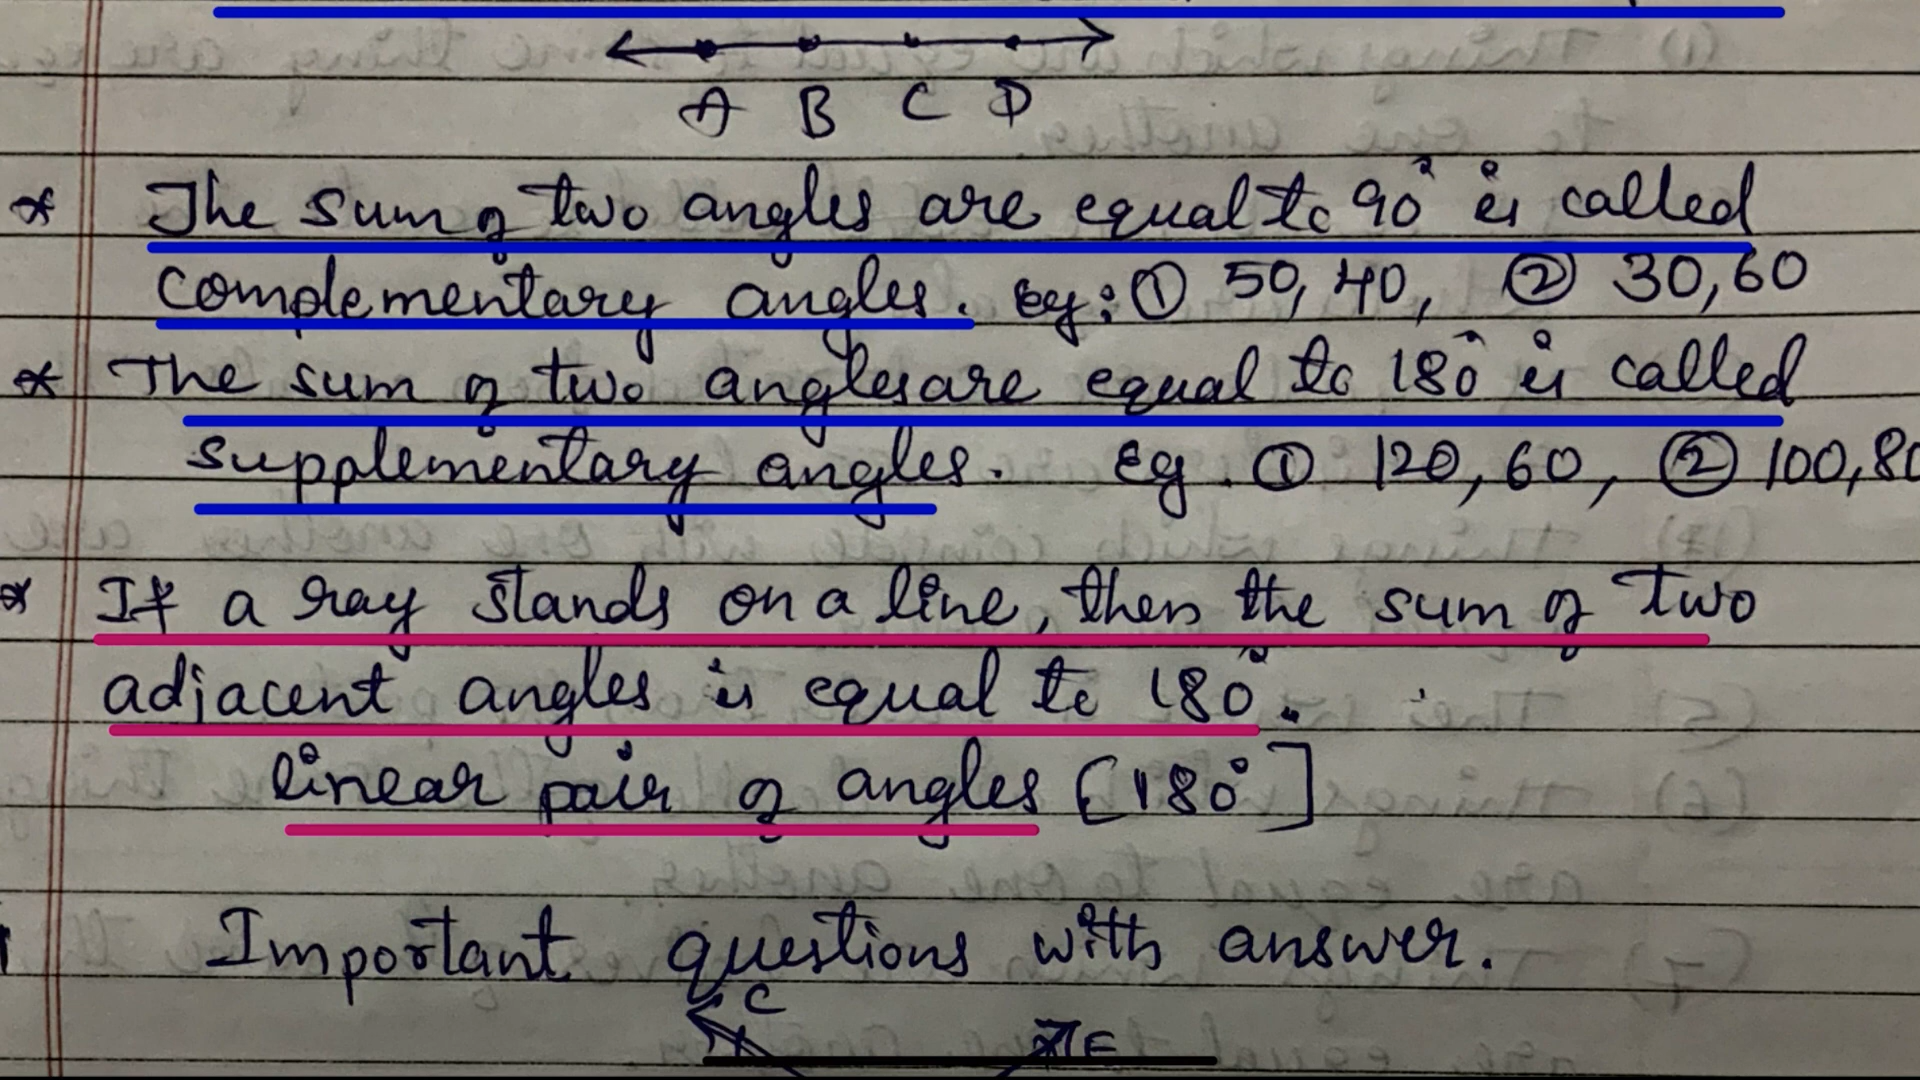 A B C D
* The sum of two angles are equal to 90° is called
complementary angles. eg: ① 50, 40, ② 30, 60
* The sum of two angles are equal to 180° is called
supplementary angles. Eg. ① 120, 60, ② 100, 80
* If a ray stands on a line, then the sum of two
adjacent angles is equal to 180°.
linear pair of angles [180°]
Important questions with answer.
C
E